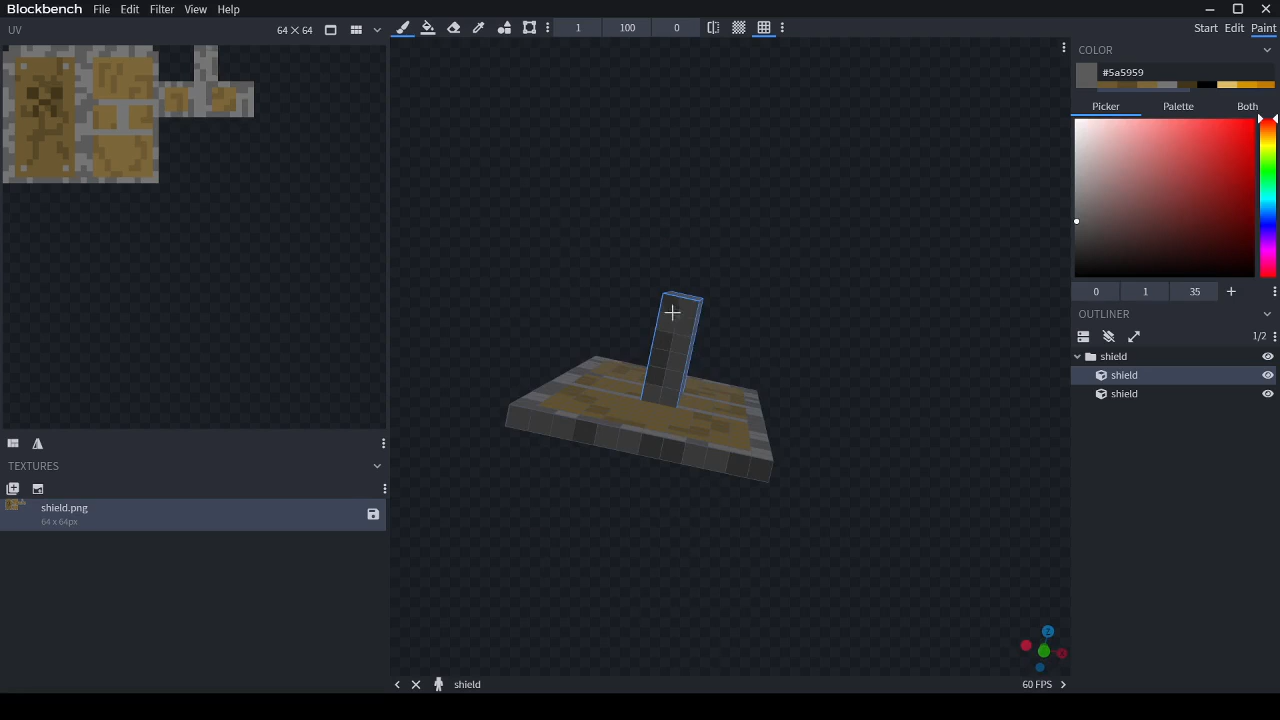 Blockbench File Edit Filter View Help
UV 64 × 64 1 100 0 Start Edit Paint
COLOR
#5a5959
Picker Palette Both
0 1 35
OUTLINER
1/2
shield
shield
shield
TEXTURES
shield.png
64 x 64px
shield 60 FPS
Z